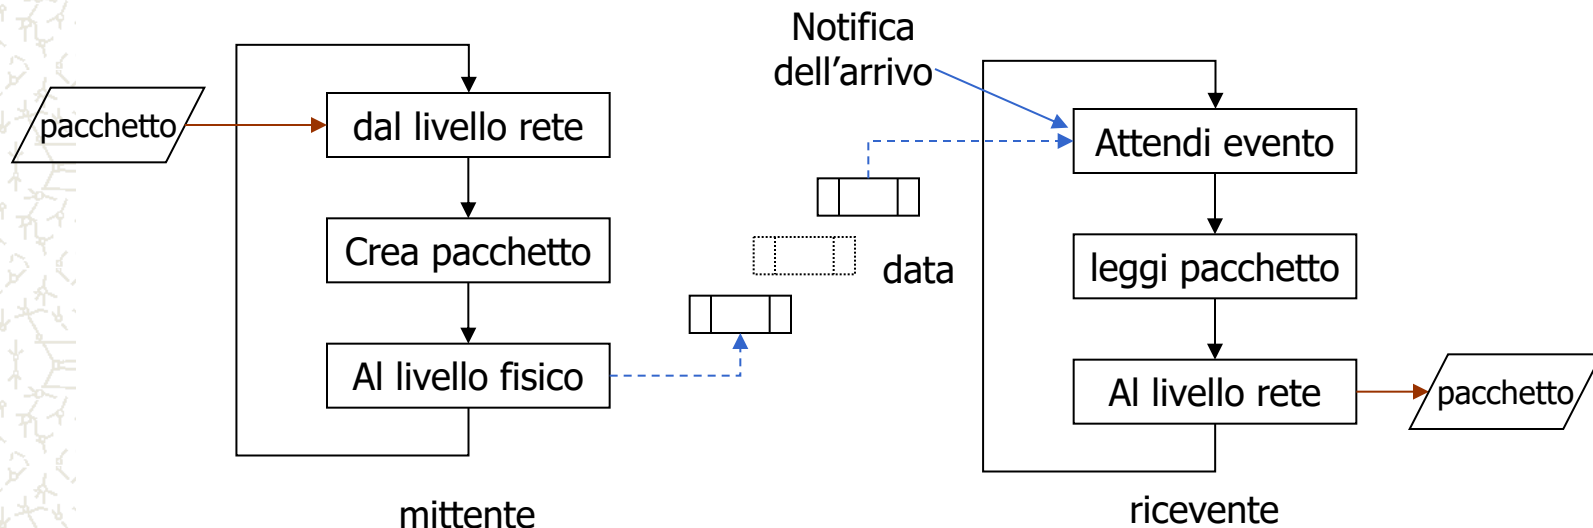 Notifica
dell'arrivo
pacchetto
dal livello rete
Crea pacchetto
Al livello fisico
mittente
data
Attendi evento
leggi pacchetto
Al livello rete
pacchetto
ricevente